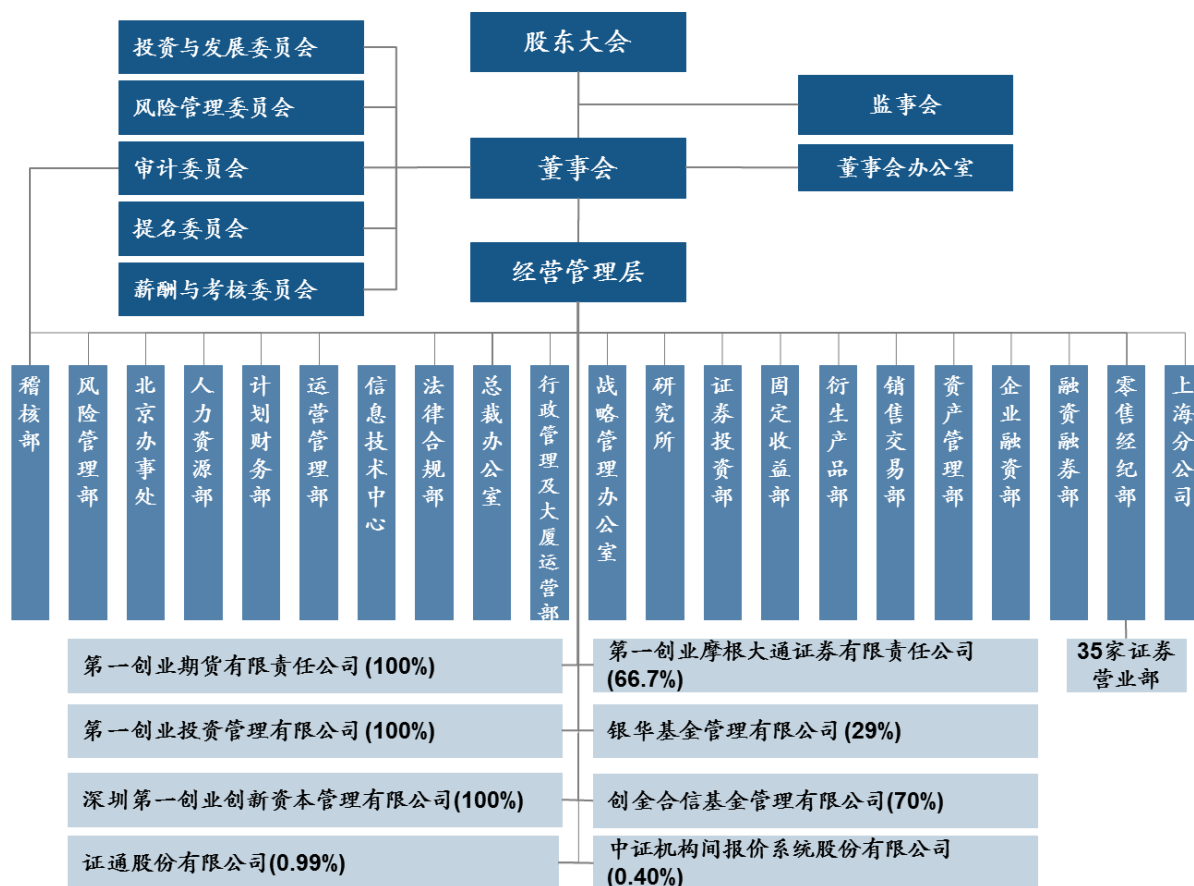 股东大会
投资与发展委员会
风险管理委员会
审计委员会
提名委员会
薪酬与考核委员会
监事会
董事会
董事会办公室
经营管理层
稽核部
风险管理部
北京办事处
人力资源部
计划财务部
运营管理部
信息技术中心
法律合规部
总裁办公室
行政管理及大厦运营部
战略管理办公室
研究所
证券投资部
固定收益部
衍生产品部
销售交易部
资产管理部
企业融资部
融资融券部
零售经纪部
上海分公司
第一创业期货有限责任公司(100%)
第一创业摩根大通证券有限责任公司
(66.7%)
35家证券
营业部
第一创业投资管理有限公司(100%)
银华基金管理有限公司(29%)
深圳第一创业创新资本管理有限公司(100%)
创金合信基金管理有限公司(70%)
证通股份有限公司(0.99%)
中证机构间报价系统股份有限公司
(0.40%)